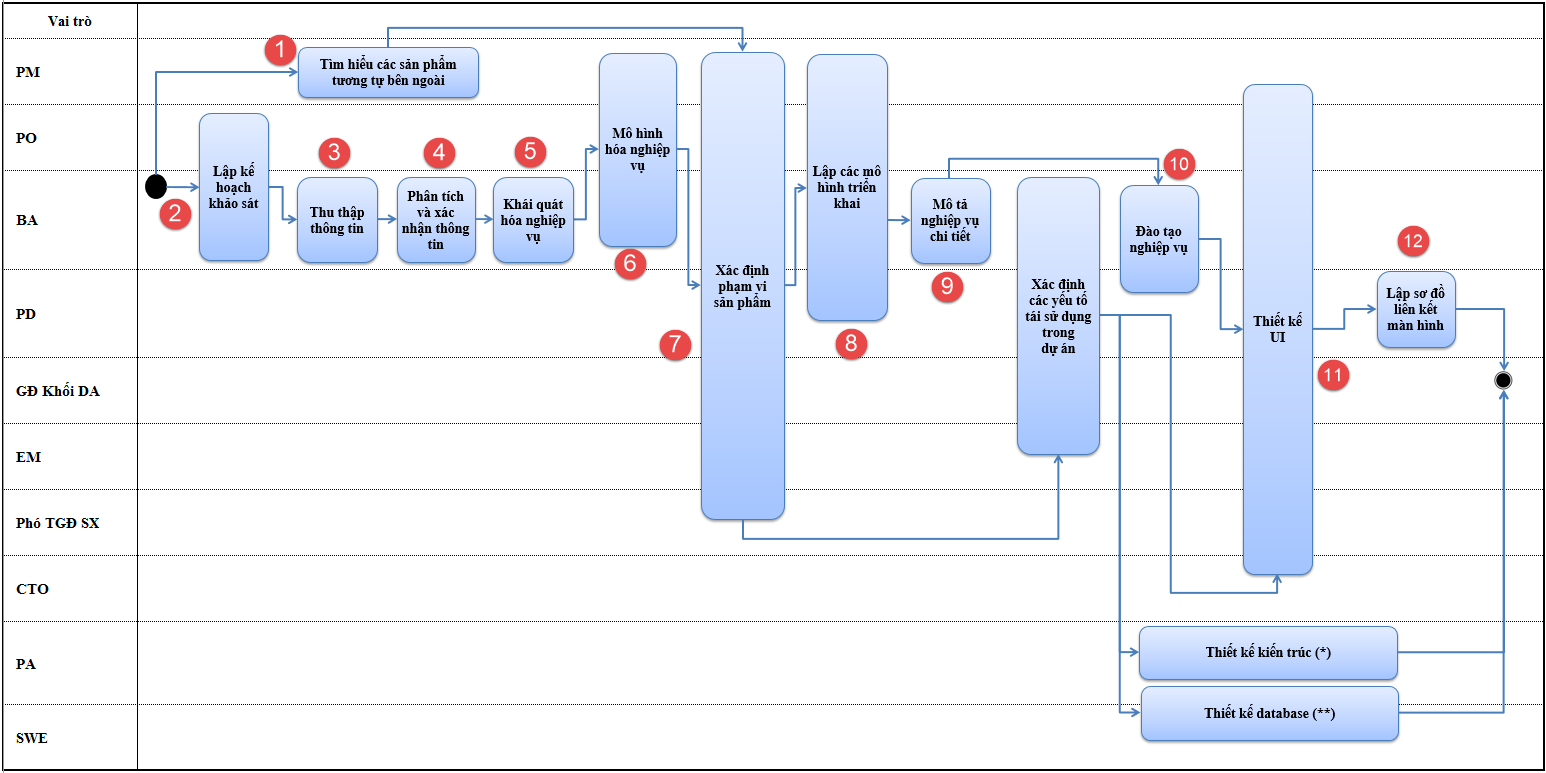 Vai trò
PM
PO
BA
PD
GĐ Khối DA
EM
Phó TGĐ SX
CTO
PA
SWE
1
Tìm hiểu các sản phẩm
tương tự bên ngoài
2
Lập kế
hoạch
khảo sát
3
Thu thập
thông tin
4
Phân tích
và xác
nhận thông
tin
5
Khái quát
hóa nghiệp
vụ
6
Mô hình
hóa nghiệp
vụ
7
Xác định
phạm vi
sản phẩm
8
Lập các mô
hình triển
khai
9
Mô tả
nghiệp vụ
chi tiết
Xác định
các yếu tố
tái sử dụng
trong
dự án
10
Đào tạo
nghiệp vụ
11
Thiết kế
UI
12
Lập sơ đồ
liên kết
màn hình
Thiết kế kiến trúc (*)
Thiết kế database (**)